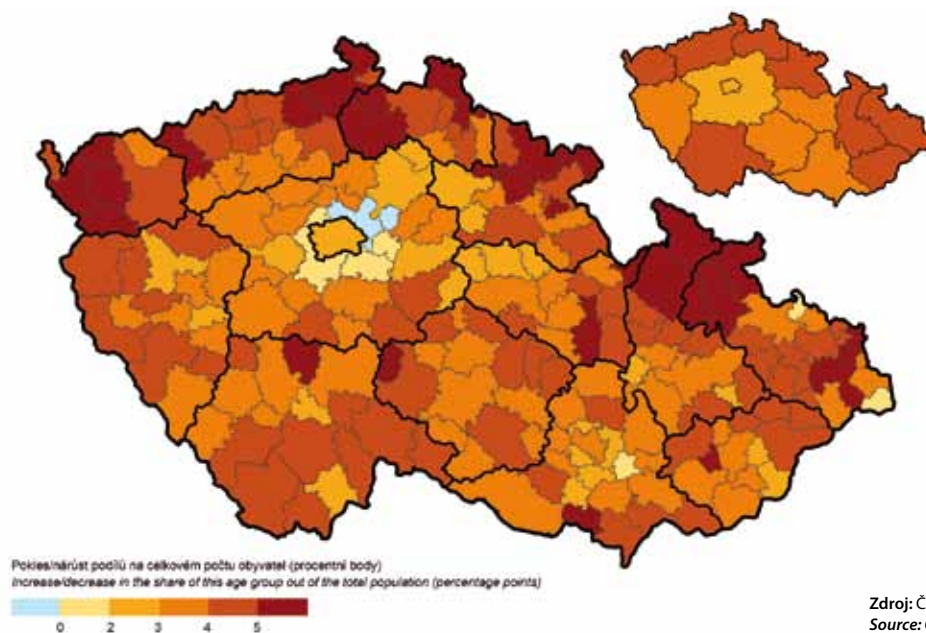 Pokles/nárůst podílů na celkovém počtu obyvatel (procentní body)
Increase/decrease in the share of this age group out of the total population (percentage points)
0 2 3 4 5
Zdroj: Č
Source: